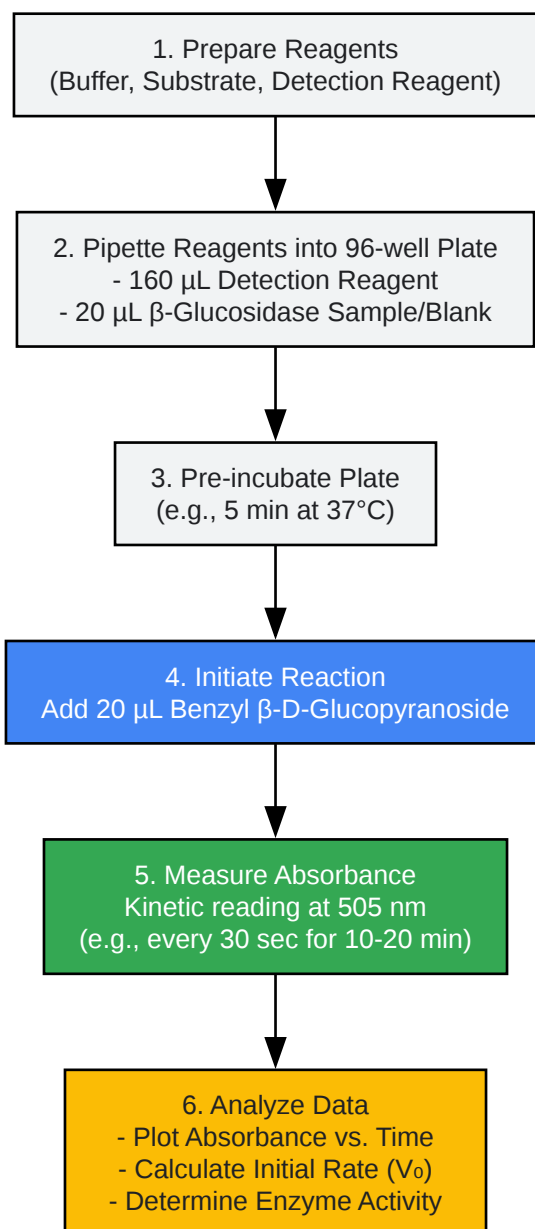 1. Prepare Reagents
(Buffer, Substrate, Detection Reagent)
2. Pipette Reagents into 96-well Plate
- 160 µL Detection Reagent
- 20 µL β-Glucosidase Sample/Blank
3. Pre-incubate Plate
(e.g., 5 min at 37°C)
4. Initiate Reaction
Add 20 µL Benzyl β-D-Glucopyranoside
5. Measure Absorbance
Kinetic reading at 505 nm
(e.g., every 30 sec for 10-20 min)
6. Analyze Data
- Plot Absorbance vs. Time
- Calculate Initial Rate (V₀)
- Determine Enzyme Activity